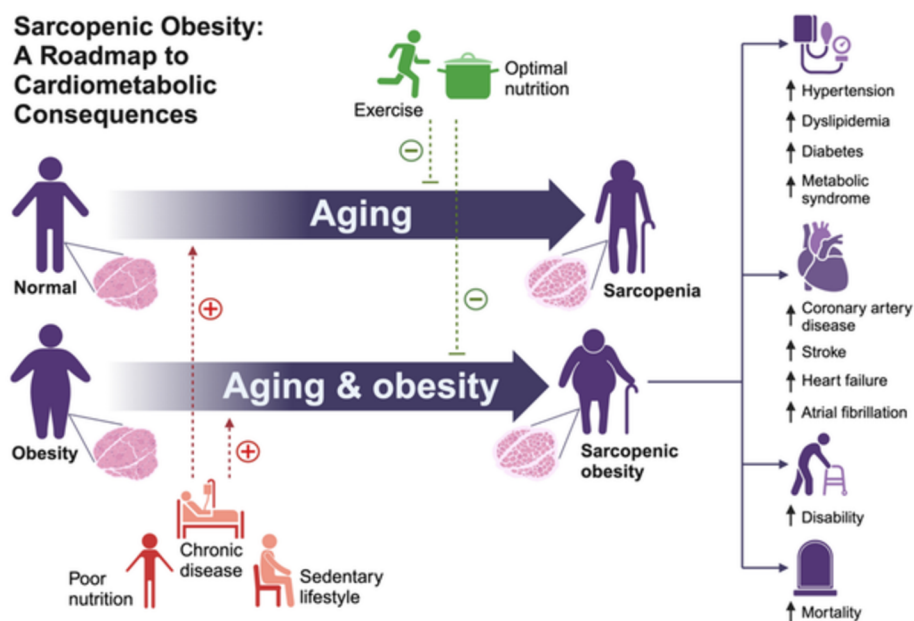 Sarcopenic Obesity:
A Roadmap to
Cardiometabolic
Consequences
Exercise
Optimal
nutrition
Aging
Normal
Sarcopenia
Aging & obesity
Obesity
Sarcopenic
obesity
Poor
nutrition
Chronic
disease
Sedentary
lifestyle
↑ Hypertension
↑ Dyslipidemia
↑ Diabetes
↑ Metabolic
syndrome
↑ Coronary artery
disease
↑ Stroke
↑ Heart failure
↑ Atrial fibrillation
↑ Disability
↑ Mortality